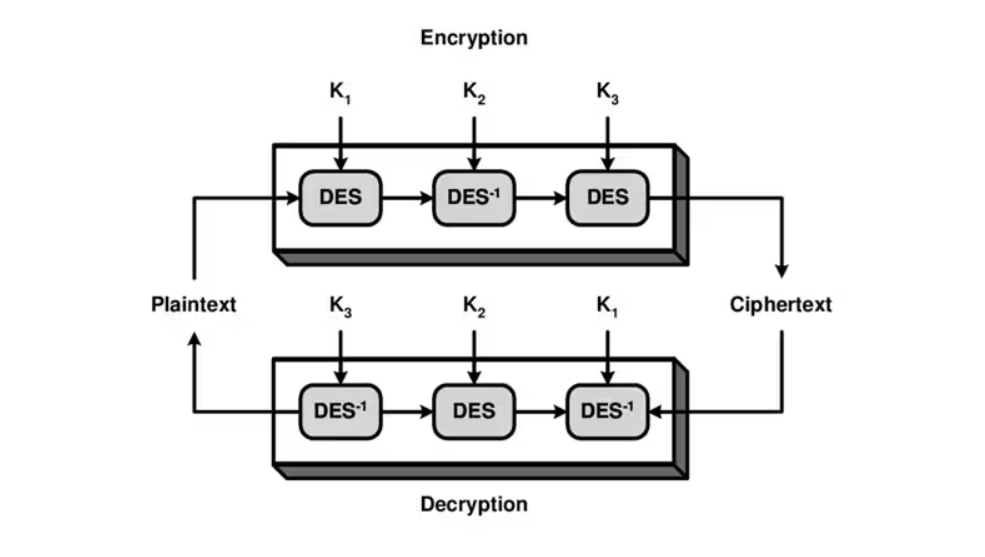 Encryption
K₁ K₂ K₃
DES DES⁻¹ DES
Plaintext K₃ K₂ K₁ Ciphertext
DES⁻¹ DES DES⁻¹
Decryption